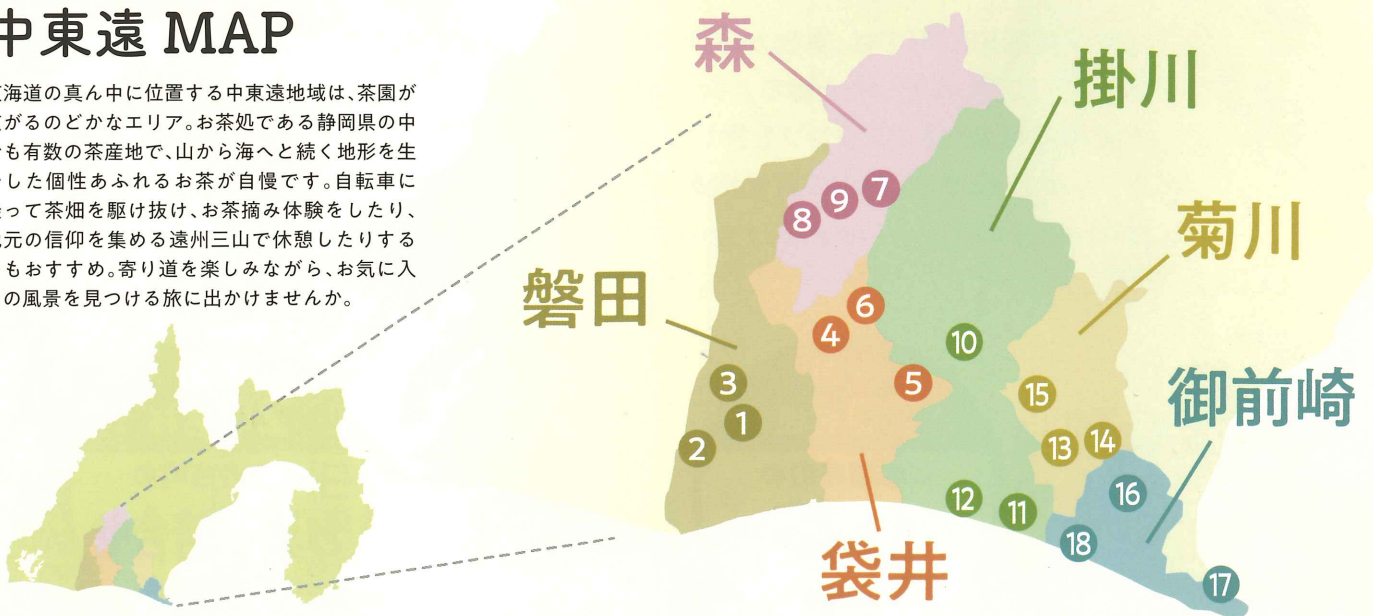 中東遠 MAP
海道の真ん中に位置する中東遠地域は、茶園が
がるのどかなエリア。お茶処である静岡県の中
も有数の茶産地で、山から海へと続く地形を生
した個性あふれるお茶が自慢です。自転車に
って茶畑を駆け抜け、お茶摘み体験をしたり、
元の信仰を集める遠州三山で休憩したりする
もおすすめ。寄り道を楽しみながら、お気に入
の風景を見つける旅に出かけませんか。
森
掛川
菊川
磐田
御前崎
袋井
8
9
7
6
4
5
10
3
1
2
15
13
14
12
11
16
18
17